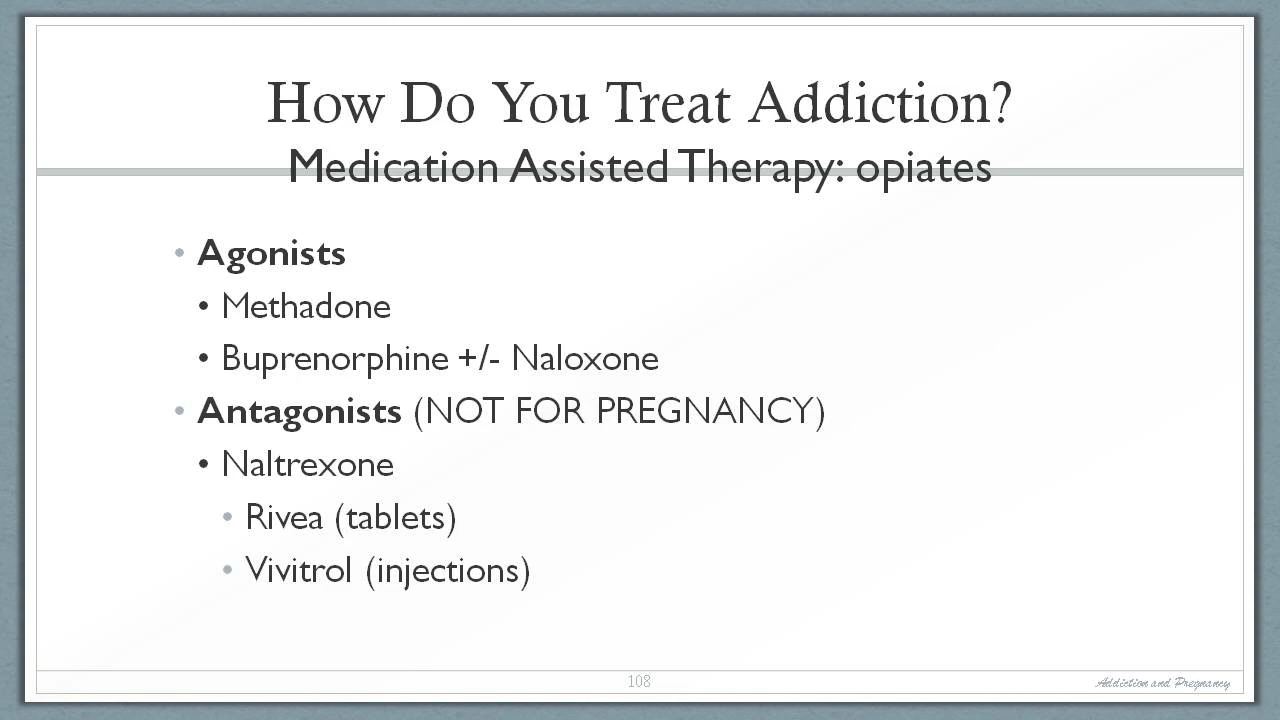 How Do You Treat Addiction?
Medication Assisted Therapy: opiates
• Agonists
• Methadone
• Buprenorphine +/- Naloxone
• Antagonists (NOT FOR PREGNANCY)
• Naltrexone
• Rivea (tablets)
• Vivitrol (injections)
108
Addiction and Pregnancy